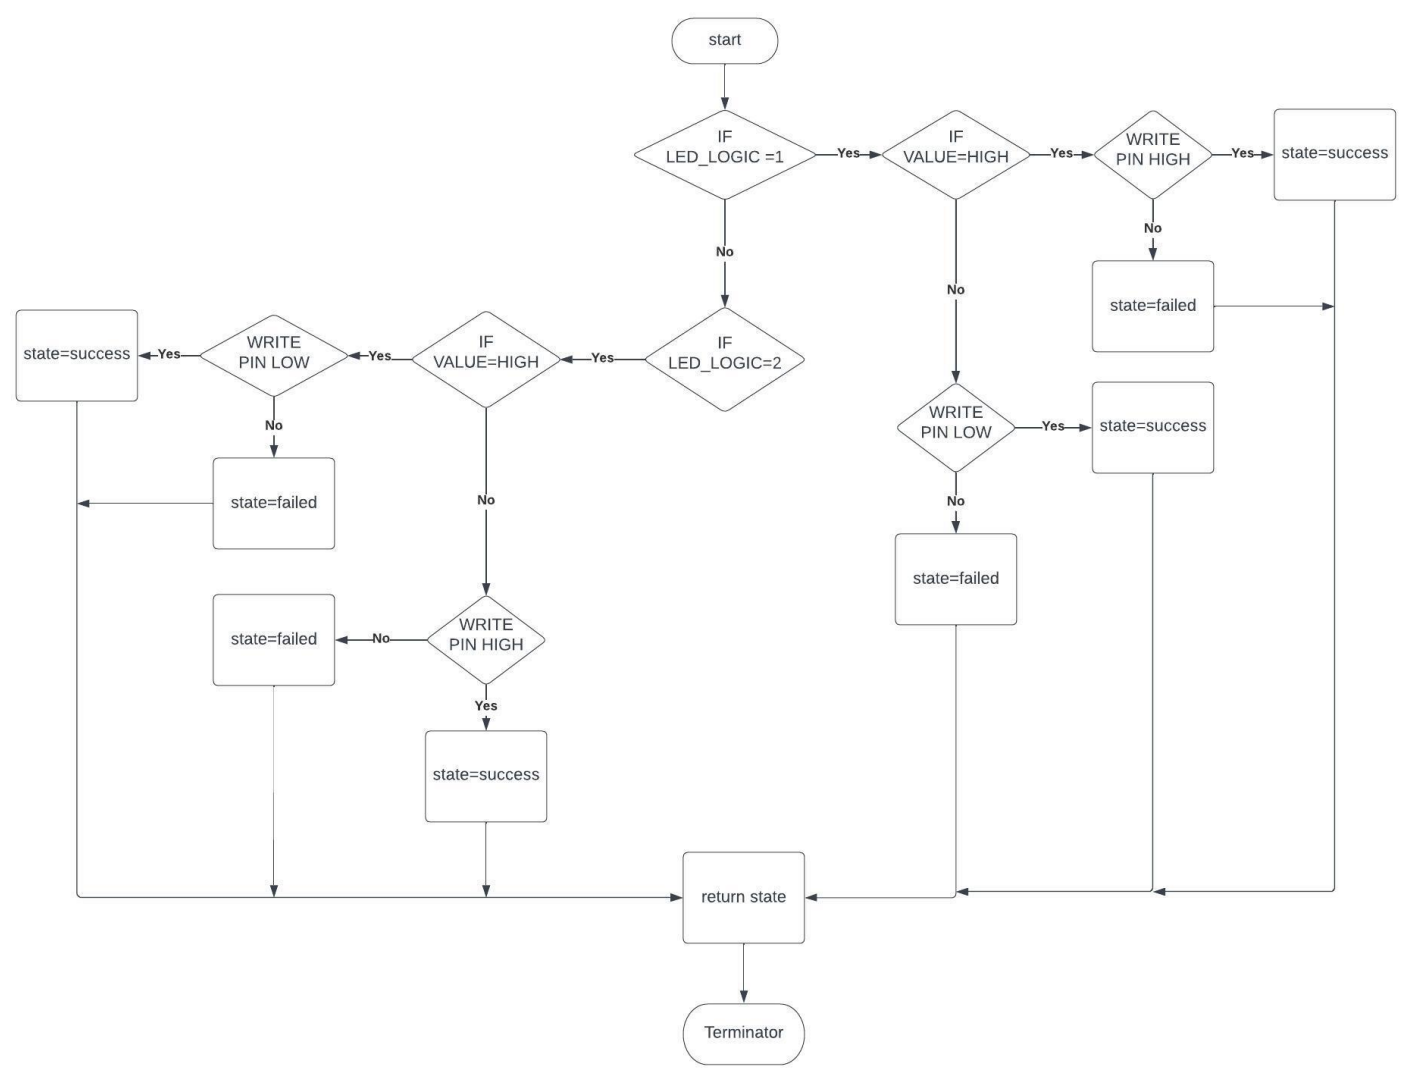 start
IF
LED_LOGIC =1
Yes
IF
VALUE=HIGH
Yes
WRITE
PIN HIGH
Yes
state=success
No
state=failed
No
No
IF
LED_LOGIC=2
Yes
IF
VALUE=HIGH
Yes
WRITE
PIN LOW
Yes
state=success
No
state=failed
WRITE
PIN LOW
Yes
state=success
No
state=failed
No
WRITE
PIN HIGH
No
state=failed
Yes
state=success
return state
Terminator